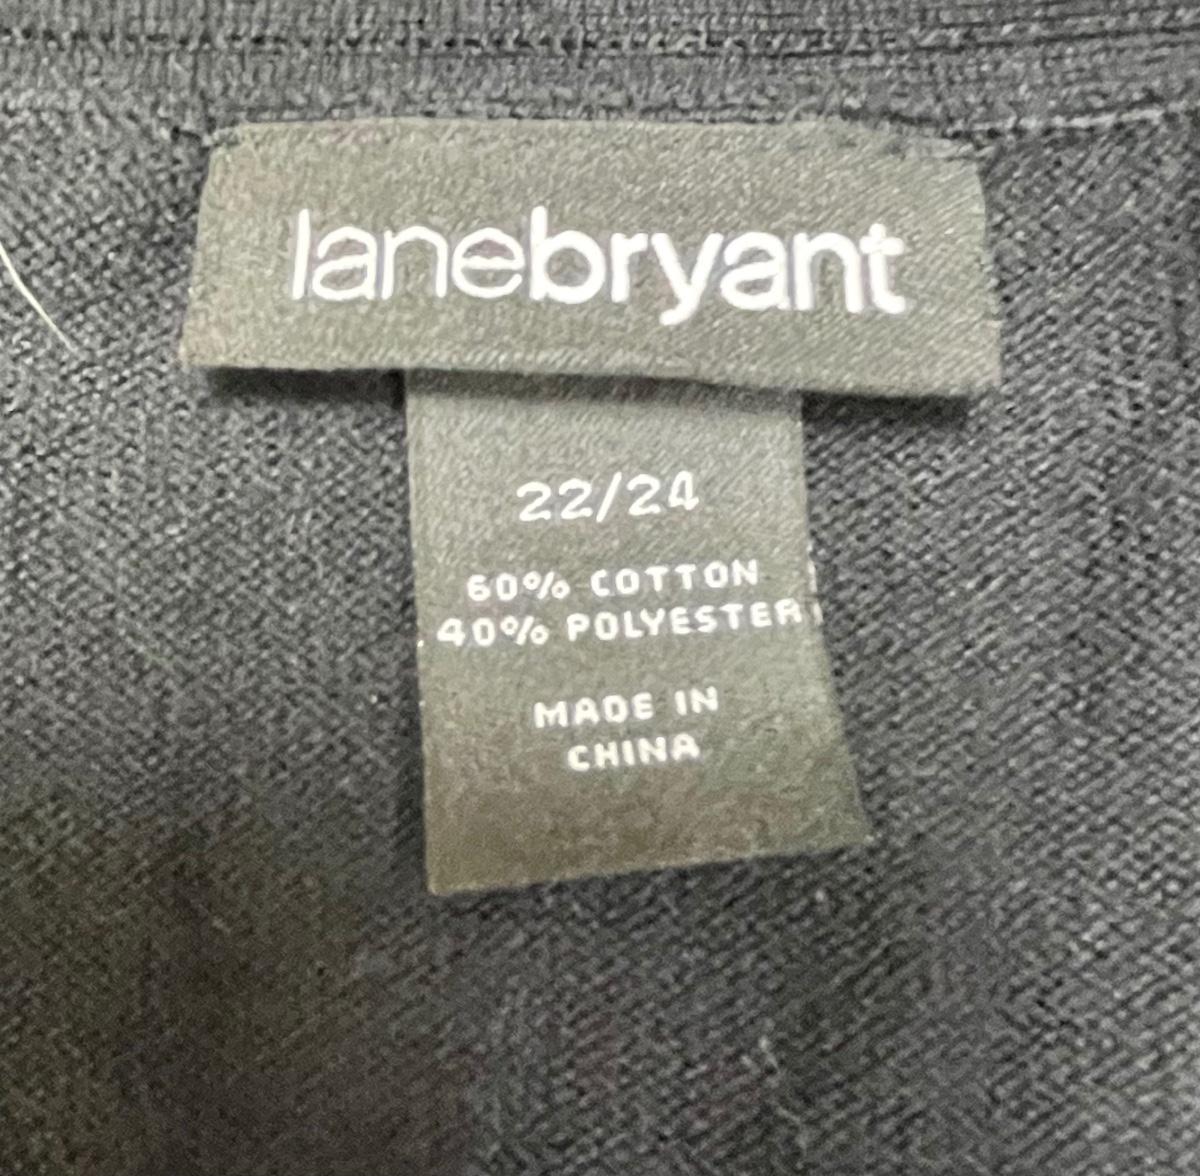 lanebryant
22/24
60% COTTON
40% POLYESTER
MADE IN
CHINA